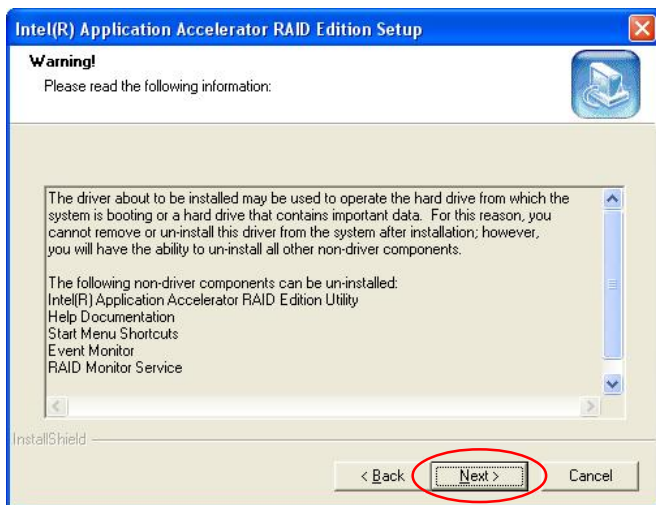 Intel(R) Application Accelerator RAID Edition Setup
Warning!
Please read the following information:
The driver about to be installed may be used to operate the hard drive from which the
system is booting or a hard drive that contains important data. For this reason, you
cannot remove or un-install this driver from the system after installation; however,
you will have the ability to un-install all other non-driver components.
The following non-driver components can be un-installed:
Intel(R) Application Accelerator RAID Edition Utility
Help Documentation
Start Menu Shortcuts
Event Monitor
RAID Monitor Service
InstallShield
< Back
Next >
Cancel